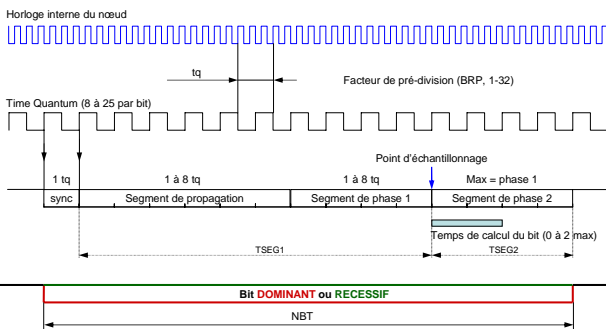 Horloge interne du nœud
tq
Facteur de pré-division (BRP, 1-32)
Time Quantum (8 à 25 par bit)
Point d'échantillonnage
1 tq
1 à 8 tq
1 à 8 tq
Max = phase 1
sync
Segment de propagation
Segment de phase 1
Segment de phase 2
Temps de calcul du bit (0 à 2 max)
TSEG1
TSEG2
Bit DOMINANT ou RECESSIF
NBT